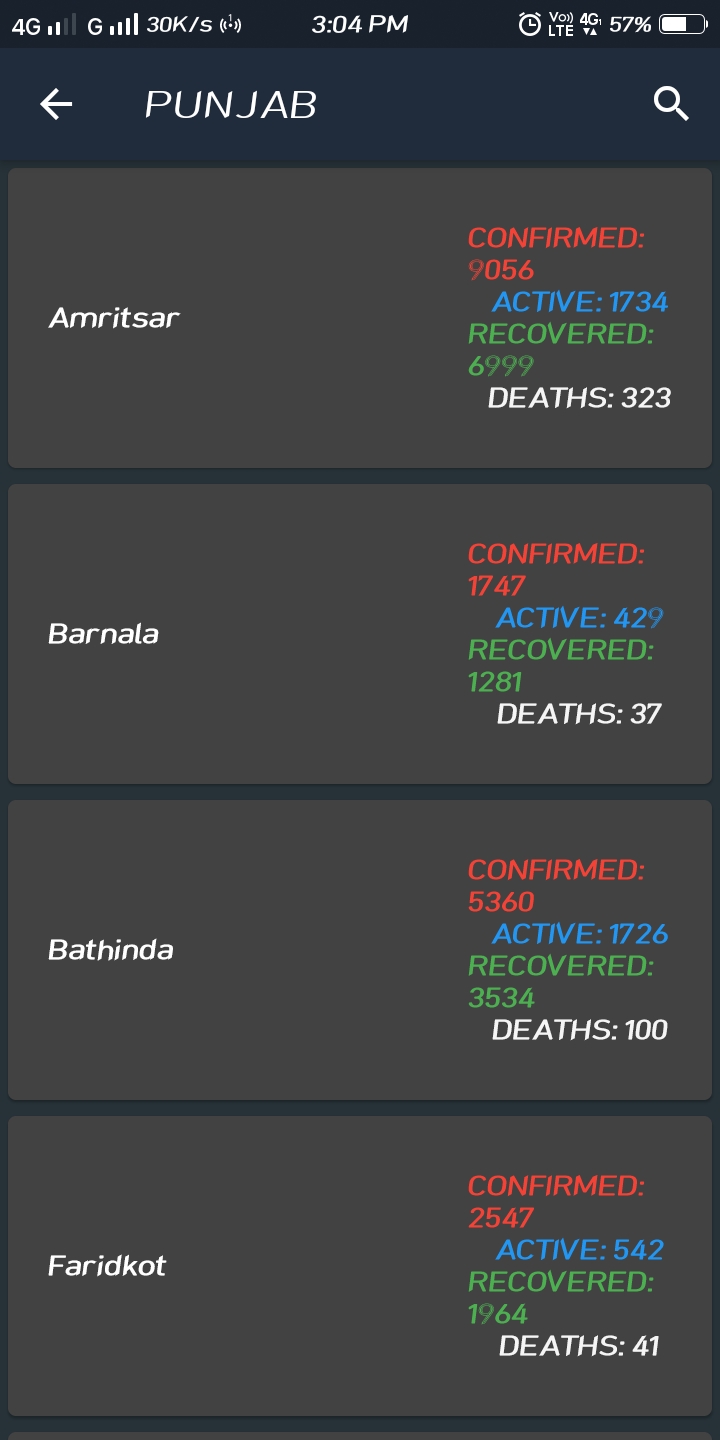 4G G 30K/s 3:04 PM Vo)) LTE 4G 57%
PUNJAB
Amritsar
CONFIRMED:
9056
ACTIVE: 1734
RECOVERED:
6999
DEATHS: 323
Barnala
CONFIRMED:
1747
ACTIVE: 429
RECOVERED:
1281
DEATHS: 37
Bathinda
CONFIRMED:
5360
ACTIVE: 1726
RECOVERED:
3534
DEATHS: 100
Faridkot
CONFIRMED:
2547
ACTIVE: 542
RECOVERED:
1964
DEATHS: 41